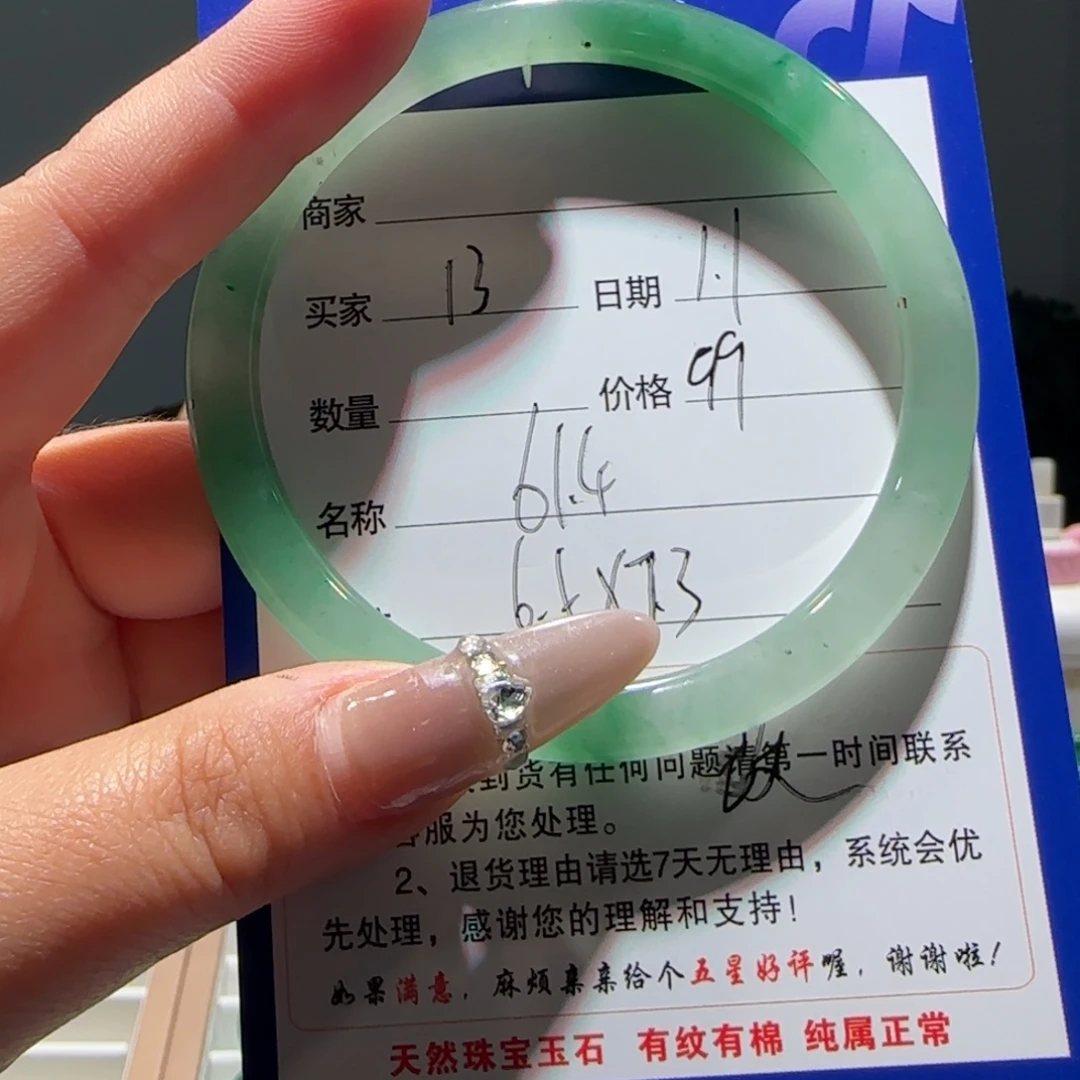 商家
买家 13 日期 1.1
数量 价格 99
名称 61.4
到货有任何问题请第一时间联系
客服为您处理。
2、退货理由请选7天无理由，系统会优
先处理，感谢您的理解和支持！
如果满意，麻烦亲亲给个五星好评喔，谢谢啦！
天然珠宝玉石 有纹有棉 纯属正常